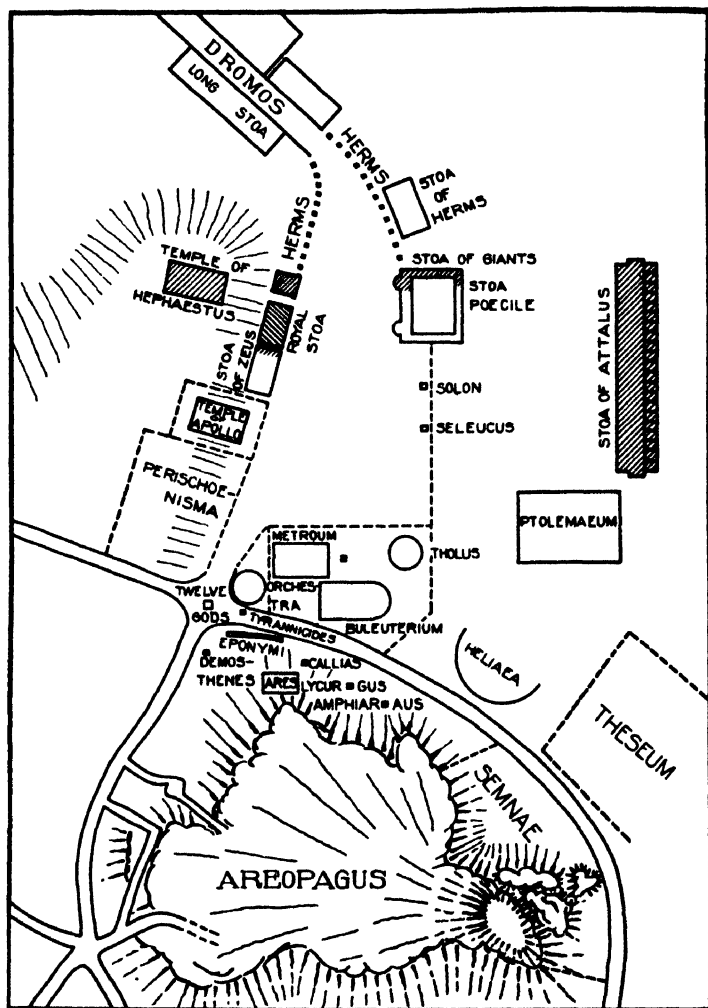 DROMOS
LONG STOA
HERMS
HERMS
STOA
OF
HERMS
TEMPLE OF
HEPHAESTUS
STOA OF GIANTS
STOA
POECILE
ROYAL
STOA
STOA
OF ZEUS
STOA OF ATTALUS
SOLON
TEMPLE
OF
APOLLO
SELEUCUS
PERISCHOE-
NISMA
PTOLEMAEUM
METROUM
THOLUS
TWELVE
GODS
ORCHES-
TRA
TYRANNICIDES
BULEUTERIUM
EPONYMI
DEMOS-
THENES
CALLIAS
ARES
LYCUR GUS
AMPHIAR AUS
HELIAEA
THESEUM
SEMNAE
AREOPAGUS